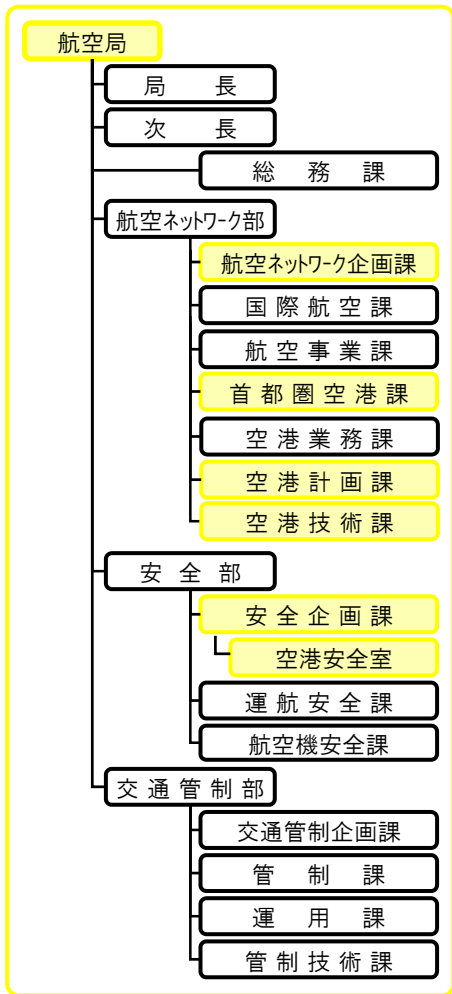 航空局
局長
次長
総務課
航空ネットワーク部
航空ネットワーク企画課
国際航空課
航空事業課
首都圏空港課
空港業務課
空港計画課
空港技術課
安全部
安全企画課
空港安全室
運航安全課
航空機安全課
交通管制部
交通管制企画課
管制課
運用課
管制技術課